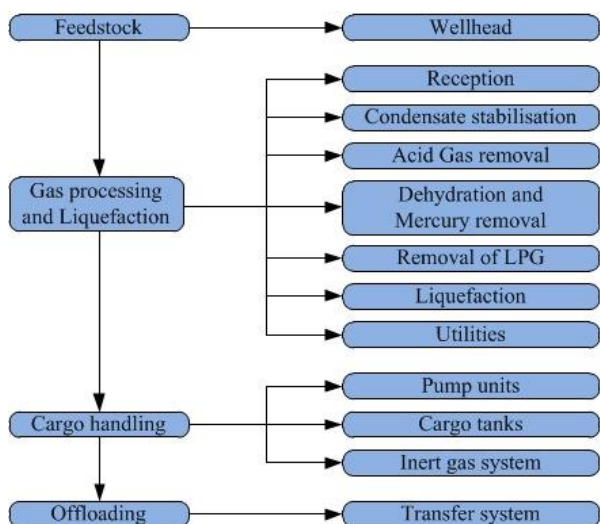 Feedstock
Wellhead
Reception
Condensate stabilisation
Acid Gas removal
Gas processing
and Liquefaction
Dehydration and
Mercury removal
Removal of LPG
Liquefaction
Utilities
Pump units
Cargo handling
Cargo tanks
Inert gas system
Offloading
Transfer system